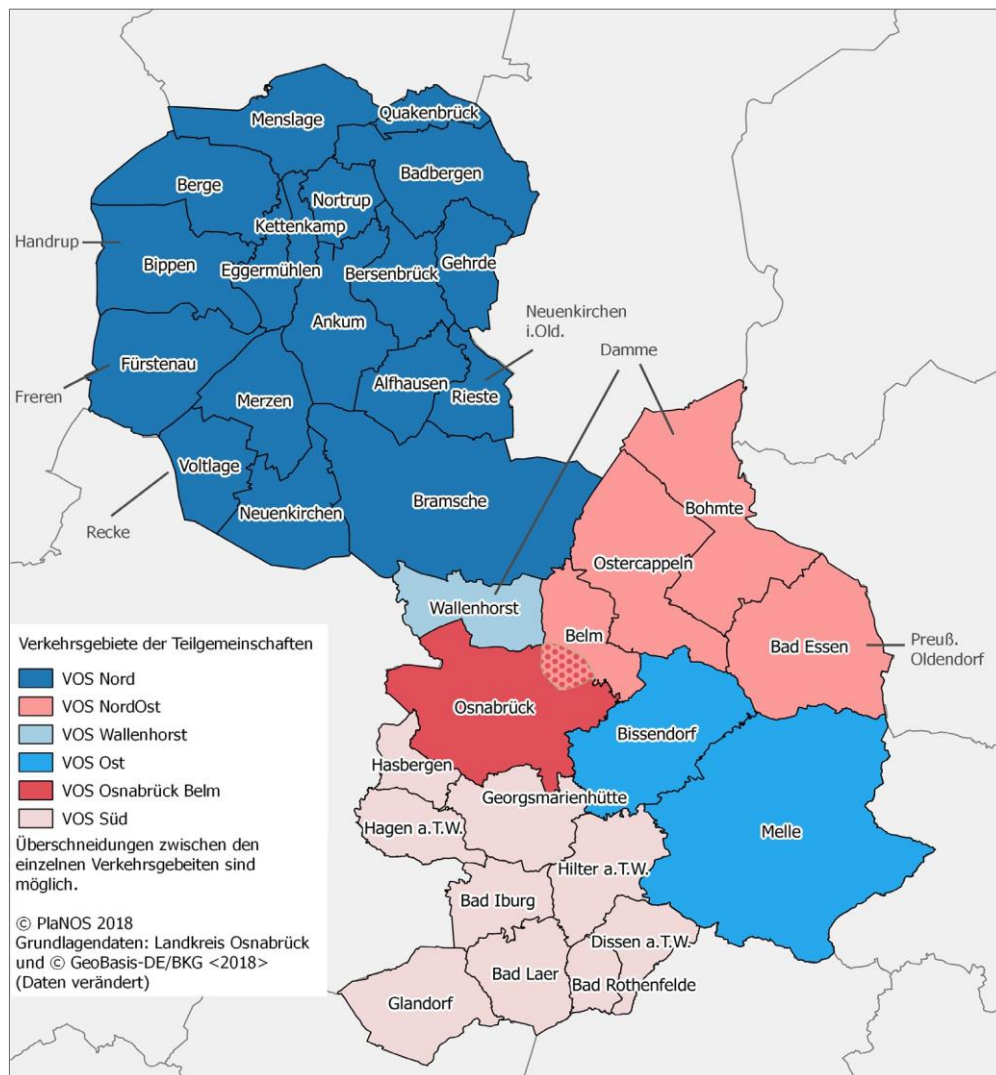 Menslage
Quakenbrück
Badbergen
Berge
Nortrup
Kettenkamp
Handrup
Bippen
Eggermühlen
Bersenbrück
Gehrde
Neuenkirchen
i.Old.
Ankum
Damme
Fürstenau
Alfhausen
Rieste
Freren
Merzen
Voltlage
Bramsche
Bohmte
Neuenkirchen
Recke
Ostercappeln
Wallenhorst
Belm
Bad Essen
Preuß.
Oldendorf
Osnabrück
Bissendorf
Hasbergen
Georgsmarienhütte
Hagen a.T.W.
Melle
Hilter a.T.W.
Bad Iburg
Dissen a.T.W.
Bad Laer
Bad Rothenfelde
Glandorf
Verkehrsgebiete der Teilgemeinschaften
VOS Nord
VOS NordOst
VOS Wallenhorst
VOS Ost
VOS Osnabrück Belm
VOS Süd
Überschneidungen zwischen den
einzelnen Verkehrsgebeiten sind
möglich.
© PlaNOS 2018
Grundlagendaten: Landkreis Osnabrück
und © GeoBasis-DE/BKG <2018>
(Daten verändert)